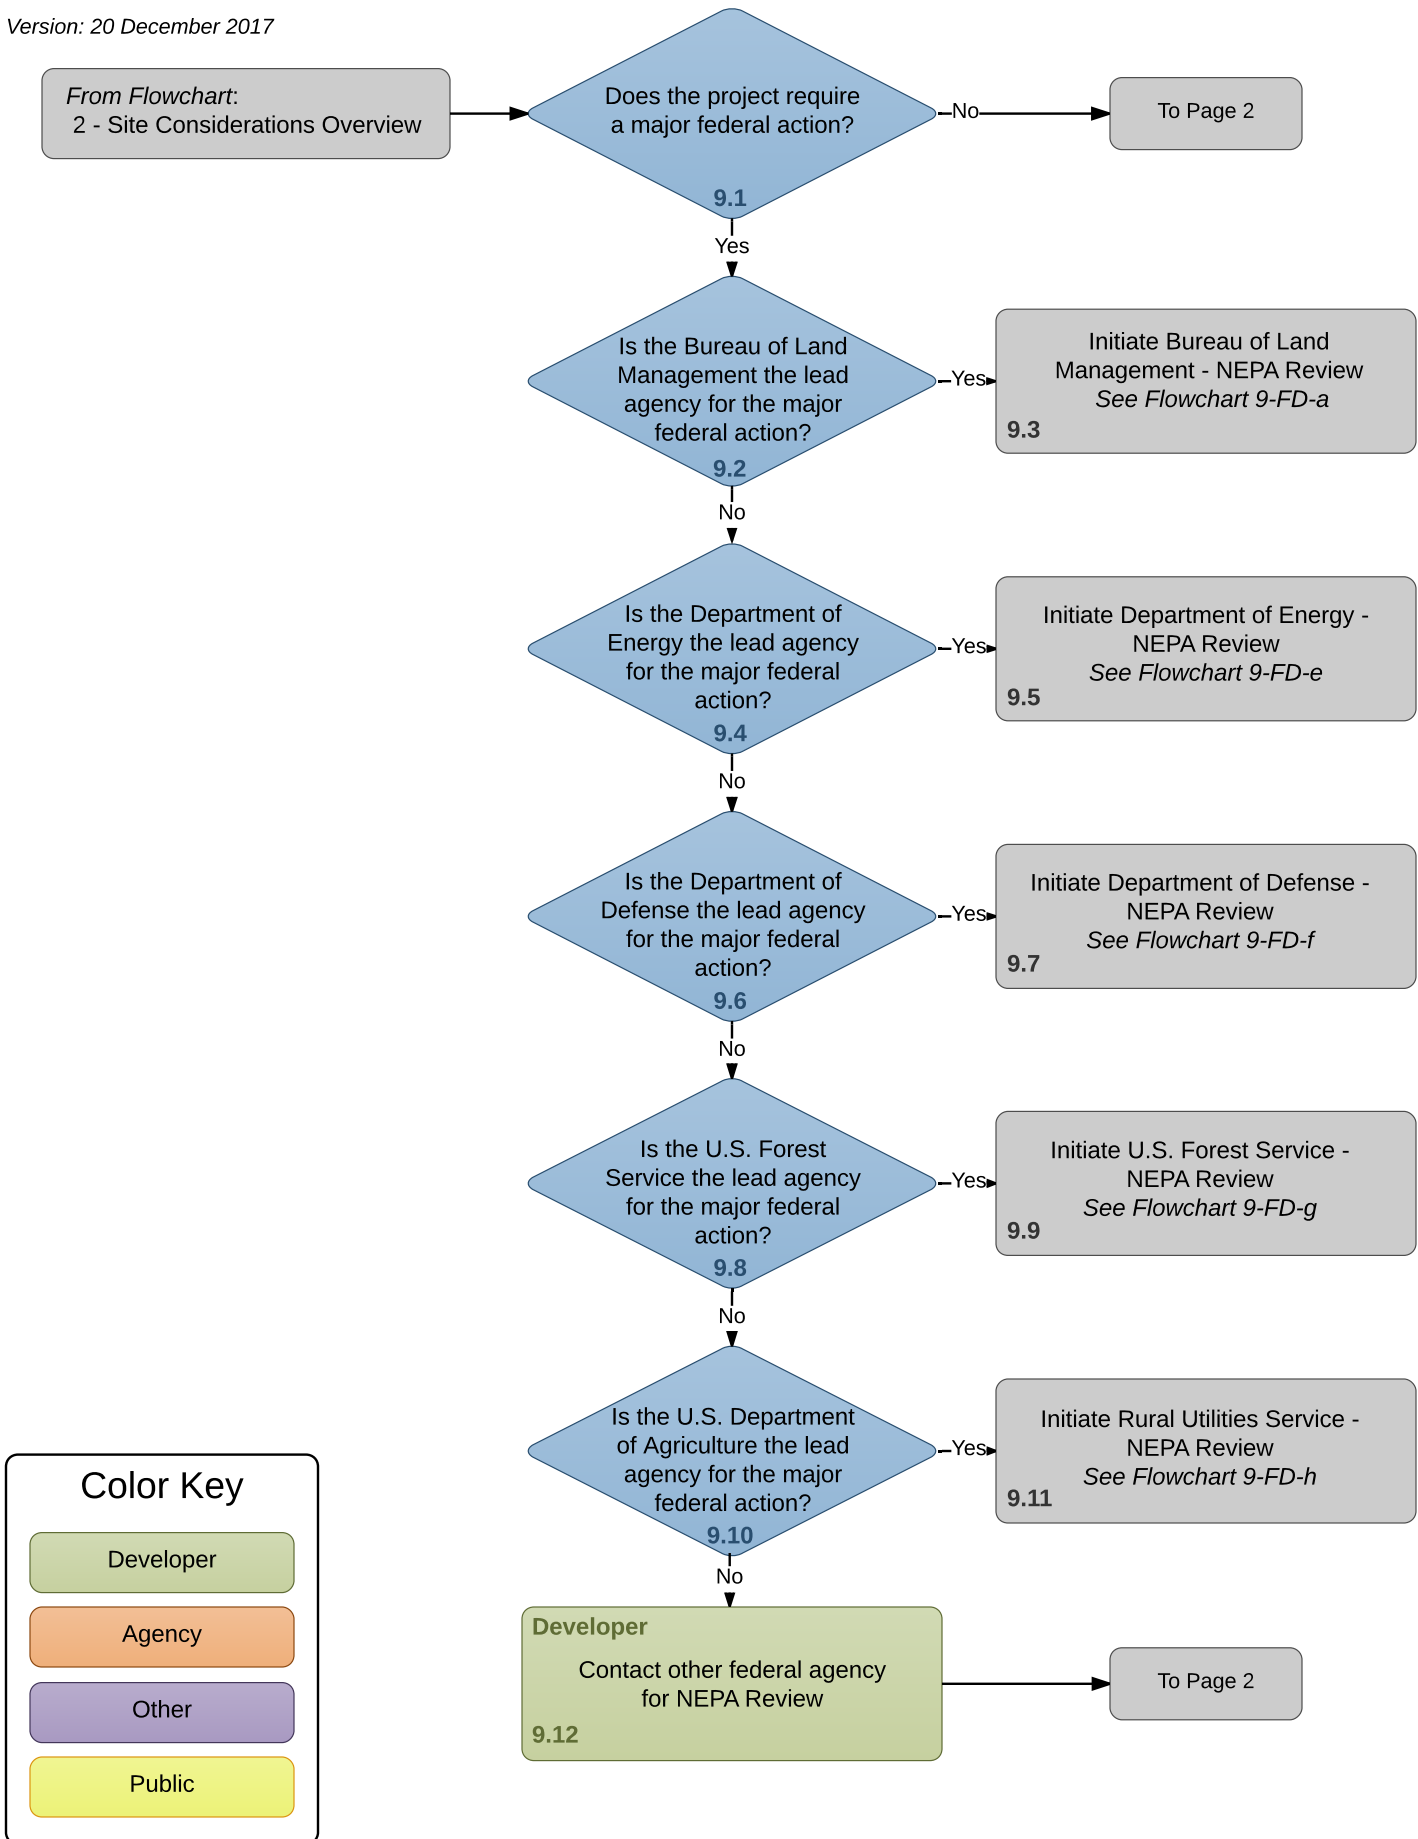 Version: 20 December 2017
From Flowchart:
2 - Site Considerations Overview
Does the project require
a major federal action?
9.1
No
To Page 2
Yes
Is the Bureau of Land
Management the lead
agency for the major
federal action?
9.2
Yes
Initiate Bureau of Land
Management - NEPA Review
See Flowchart 9-FD-a
9.3
No
Is the Department of
Energy the lead agency
for the major federal
action?
9.4
Yes
Initiate Department of Energy -
NEPA Review
See Flowchart 9-FD-e
9.5
No
Is the Department of
Defense the lead agency
for the major federal
action?
9.6
Yes
Initiate Department of Defense -
NEPA Review
See Flowchart 9-FD-f
9.7
No
Is the U.S. Forest
Service the lead agency
for the major federal
action?
9.8
Yes
Initiate U.S. Forest Service -
NEPA Review
See Flowchart 9-FD-g
9.9
No
Is the U.S. Department
of Agriculture the lead
agency for the major
federal action?
9.10
Yes
Initiate Rural Utilities Service -
NEPA Review
See Flowchart 9-FD-h
9.11
No
Developer
Contact other federal agency
for NEPA Review
9.12
To Page 2
Color Key
Developer
Agency
Other
Public